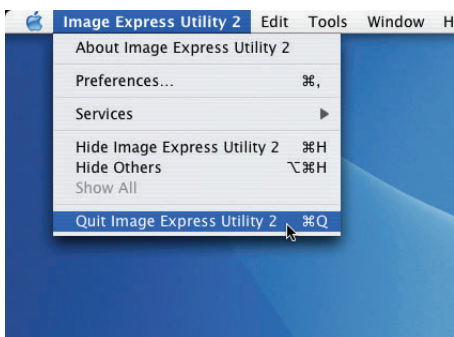 Image Express Utility 2 Edit Tools Window H
About Image Express Utility 2
Preferences... ⌘,
Services ▶
Hide Image Express Utility 2 ⌘H
Hide Others ⌥⌘H
Show All
Quit Image Express Utility 2 ⌘Q